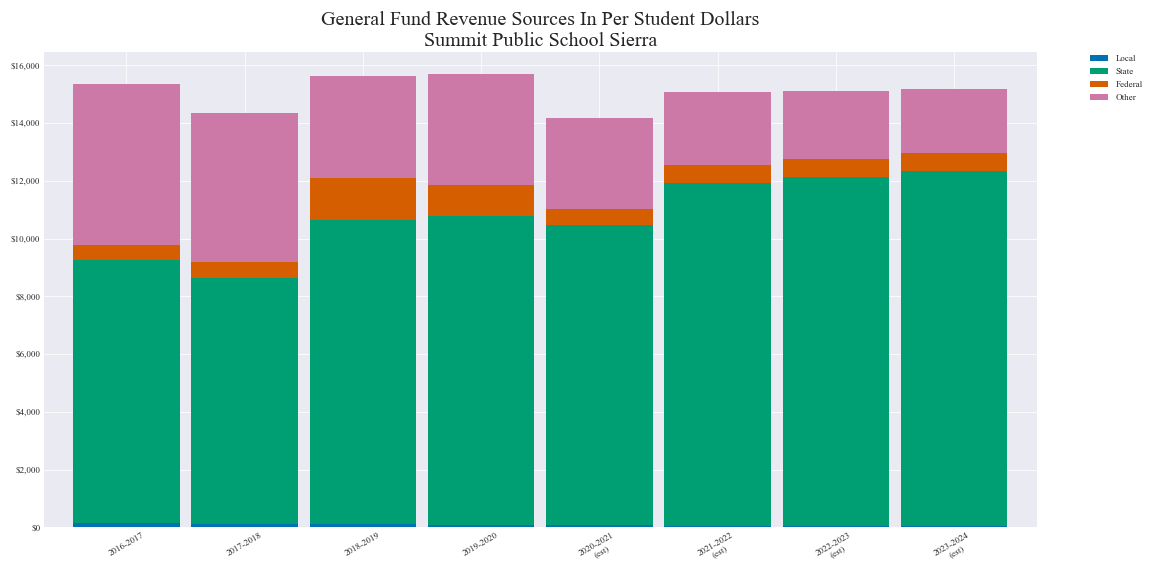 General Fund Revenue Sources In Per Student Dollars
Summit Public School Sierra
$16,000
$14,000
$12,000
$10,000
$8,000
$6,000
$4,000
$2,000
$0
2016-2017
2017-2018
2018-2019
2019-2020
2020-2021
(est)
2021-2022
(est)
2022-2023
(est)
2023-2024
(est)
Local
State
Federal
Other